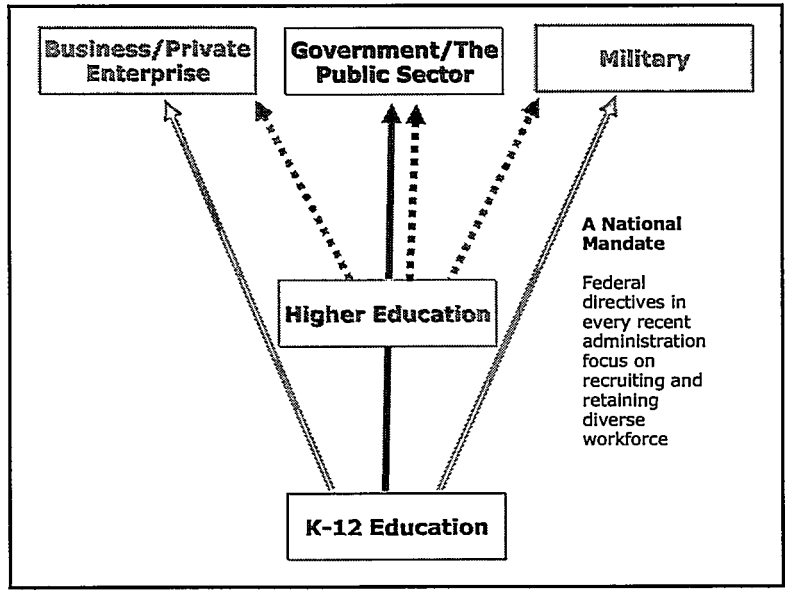 Business/Private
Enterprise
Government/The
Public Sector
Military
A National
Mandate
Federal
directives in
every recent
administration
focus on
recruiting and
retaining
diverse
workforce
Higher Education
K-12 Education